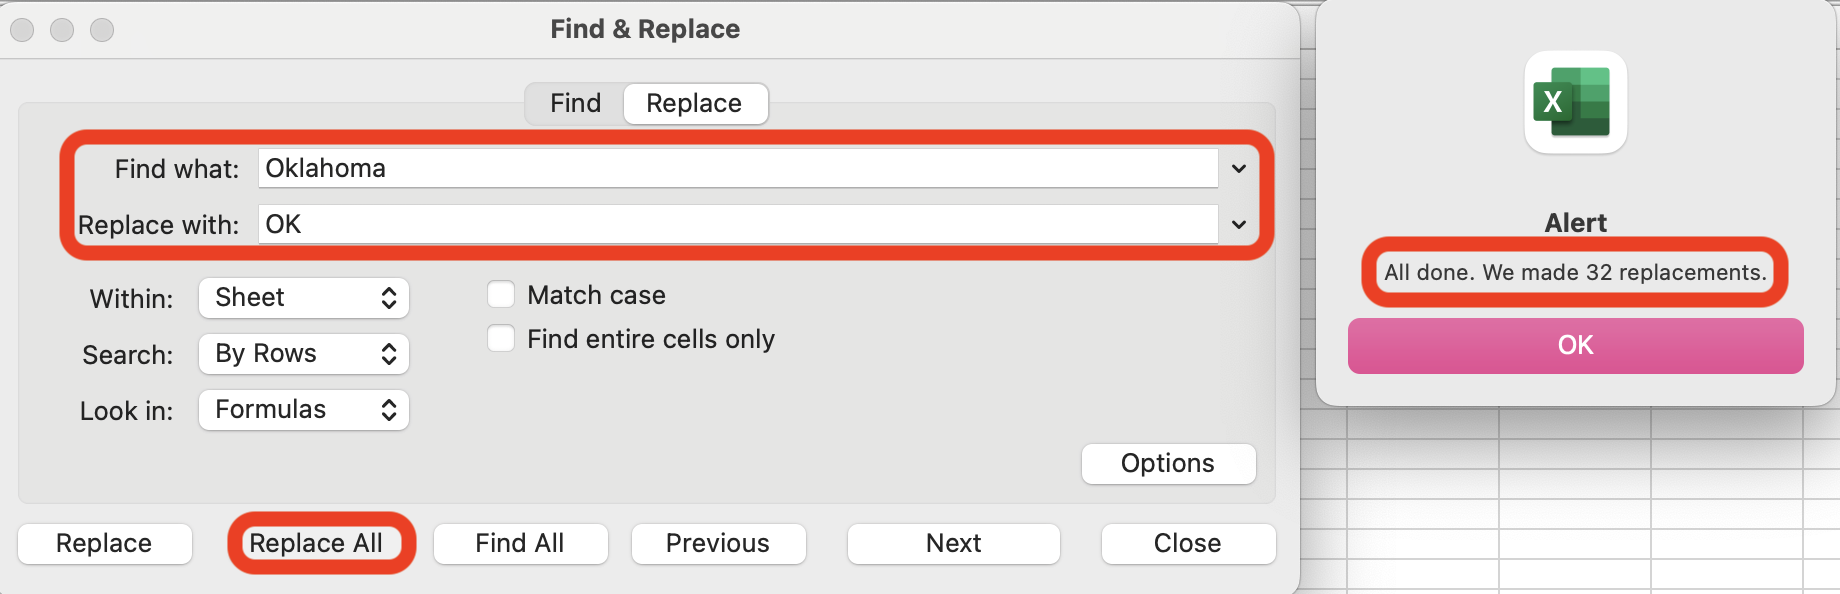 Find & Replace
Find Replace
Find what: Oklahoma
Replace with: OK
Within: Sheet
Match case
Find entire cells only
Search: By Rows
Look in: Formulas
Options
Replace Replace All Find All Previous Next Close
X
Alert
All done. We made 32 replacements.
OK